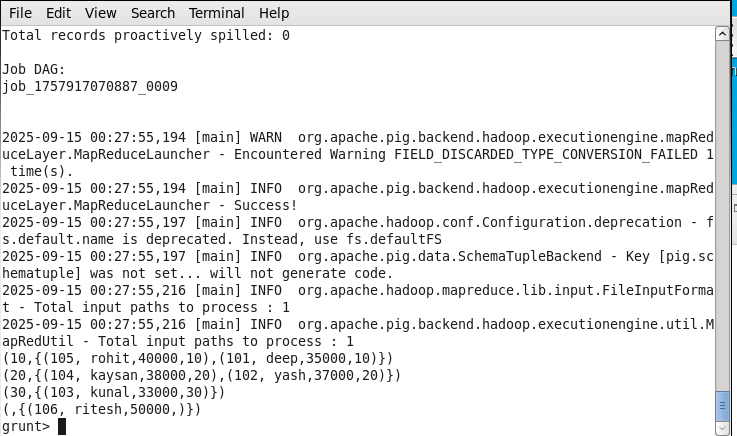 File Edit View Search Terminal Help
Total records proactively spilled: 0
Job DAG:
job_1757917070887_0009
2025-09-15 00:27:55,194 [main] WARN  org.apache.pig.backend.hadoop.executionengine.mapRed
uceLayer.MapReduceLauncher - Encountered Warning FIELD_DISCARDED_TYPE_CONVERSION_FAILED 1
 time(s).
2025-09-15 00:27:55,194 [main] INFO  org.apache.pig.backend.hadoop.executionengine.mapRed
uceLayer.MapReduceLauncher - Success!
2025-09-15 00:27:55,197 [main] INFO  org.apache.hadoop.conf.Configuration.deprecation - f
s.default.name is deprecated. Instead, use fs.defaultFS
2025-09-15 00:27:55,197 [main] INFO  org.apache.pig.data.SchemaTupleBackend - Key [pig.sc
hematuple] was not set... will not generate code.
2025-09-15 00:27:55,216 [main] INFO  org.apache.hadoop.mapreduce.lib.input.FileInputForma
t - Total input paths to process : 1
2025-09-15 00:27:55,216 [main] INFO  org.apache.pig.backend.hadoop.executionengine.util.M
apRedUtil - Total input paths to process : 1
(10,{(105, rohit,40000,10),(101, deep,35000,10)})
(20,{(104, kaysan,38000,20),(102, yash,37000,20)})
(30,{(103, kunal,33000,30)})
(,{(106, ritesh,50000,)})
grunt>